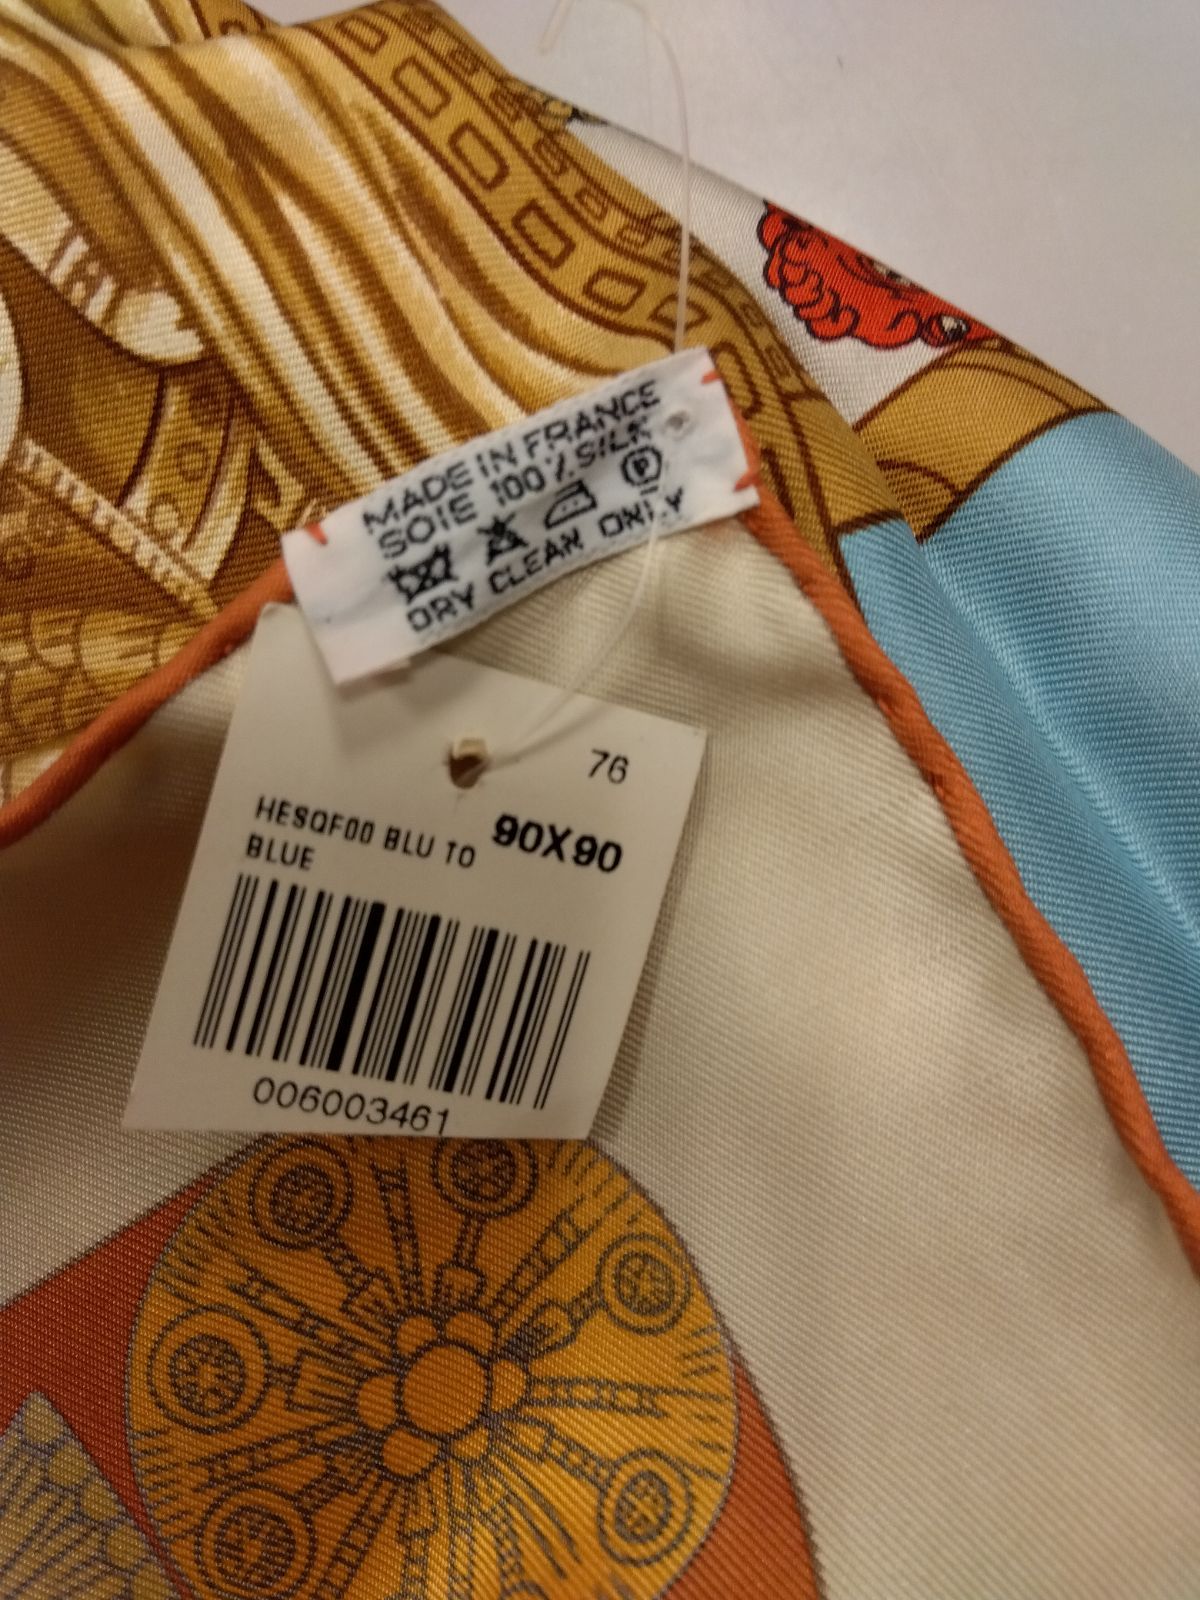 MADE IN FRANCE
SOIE 100% SILK
P
DRY CLEAN ONLY
76
HESQF00 BLU TO 90X90
BLUE
006003461